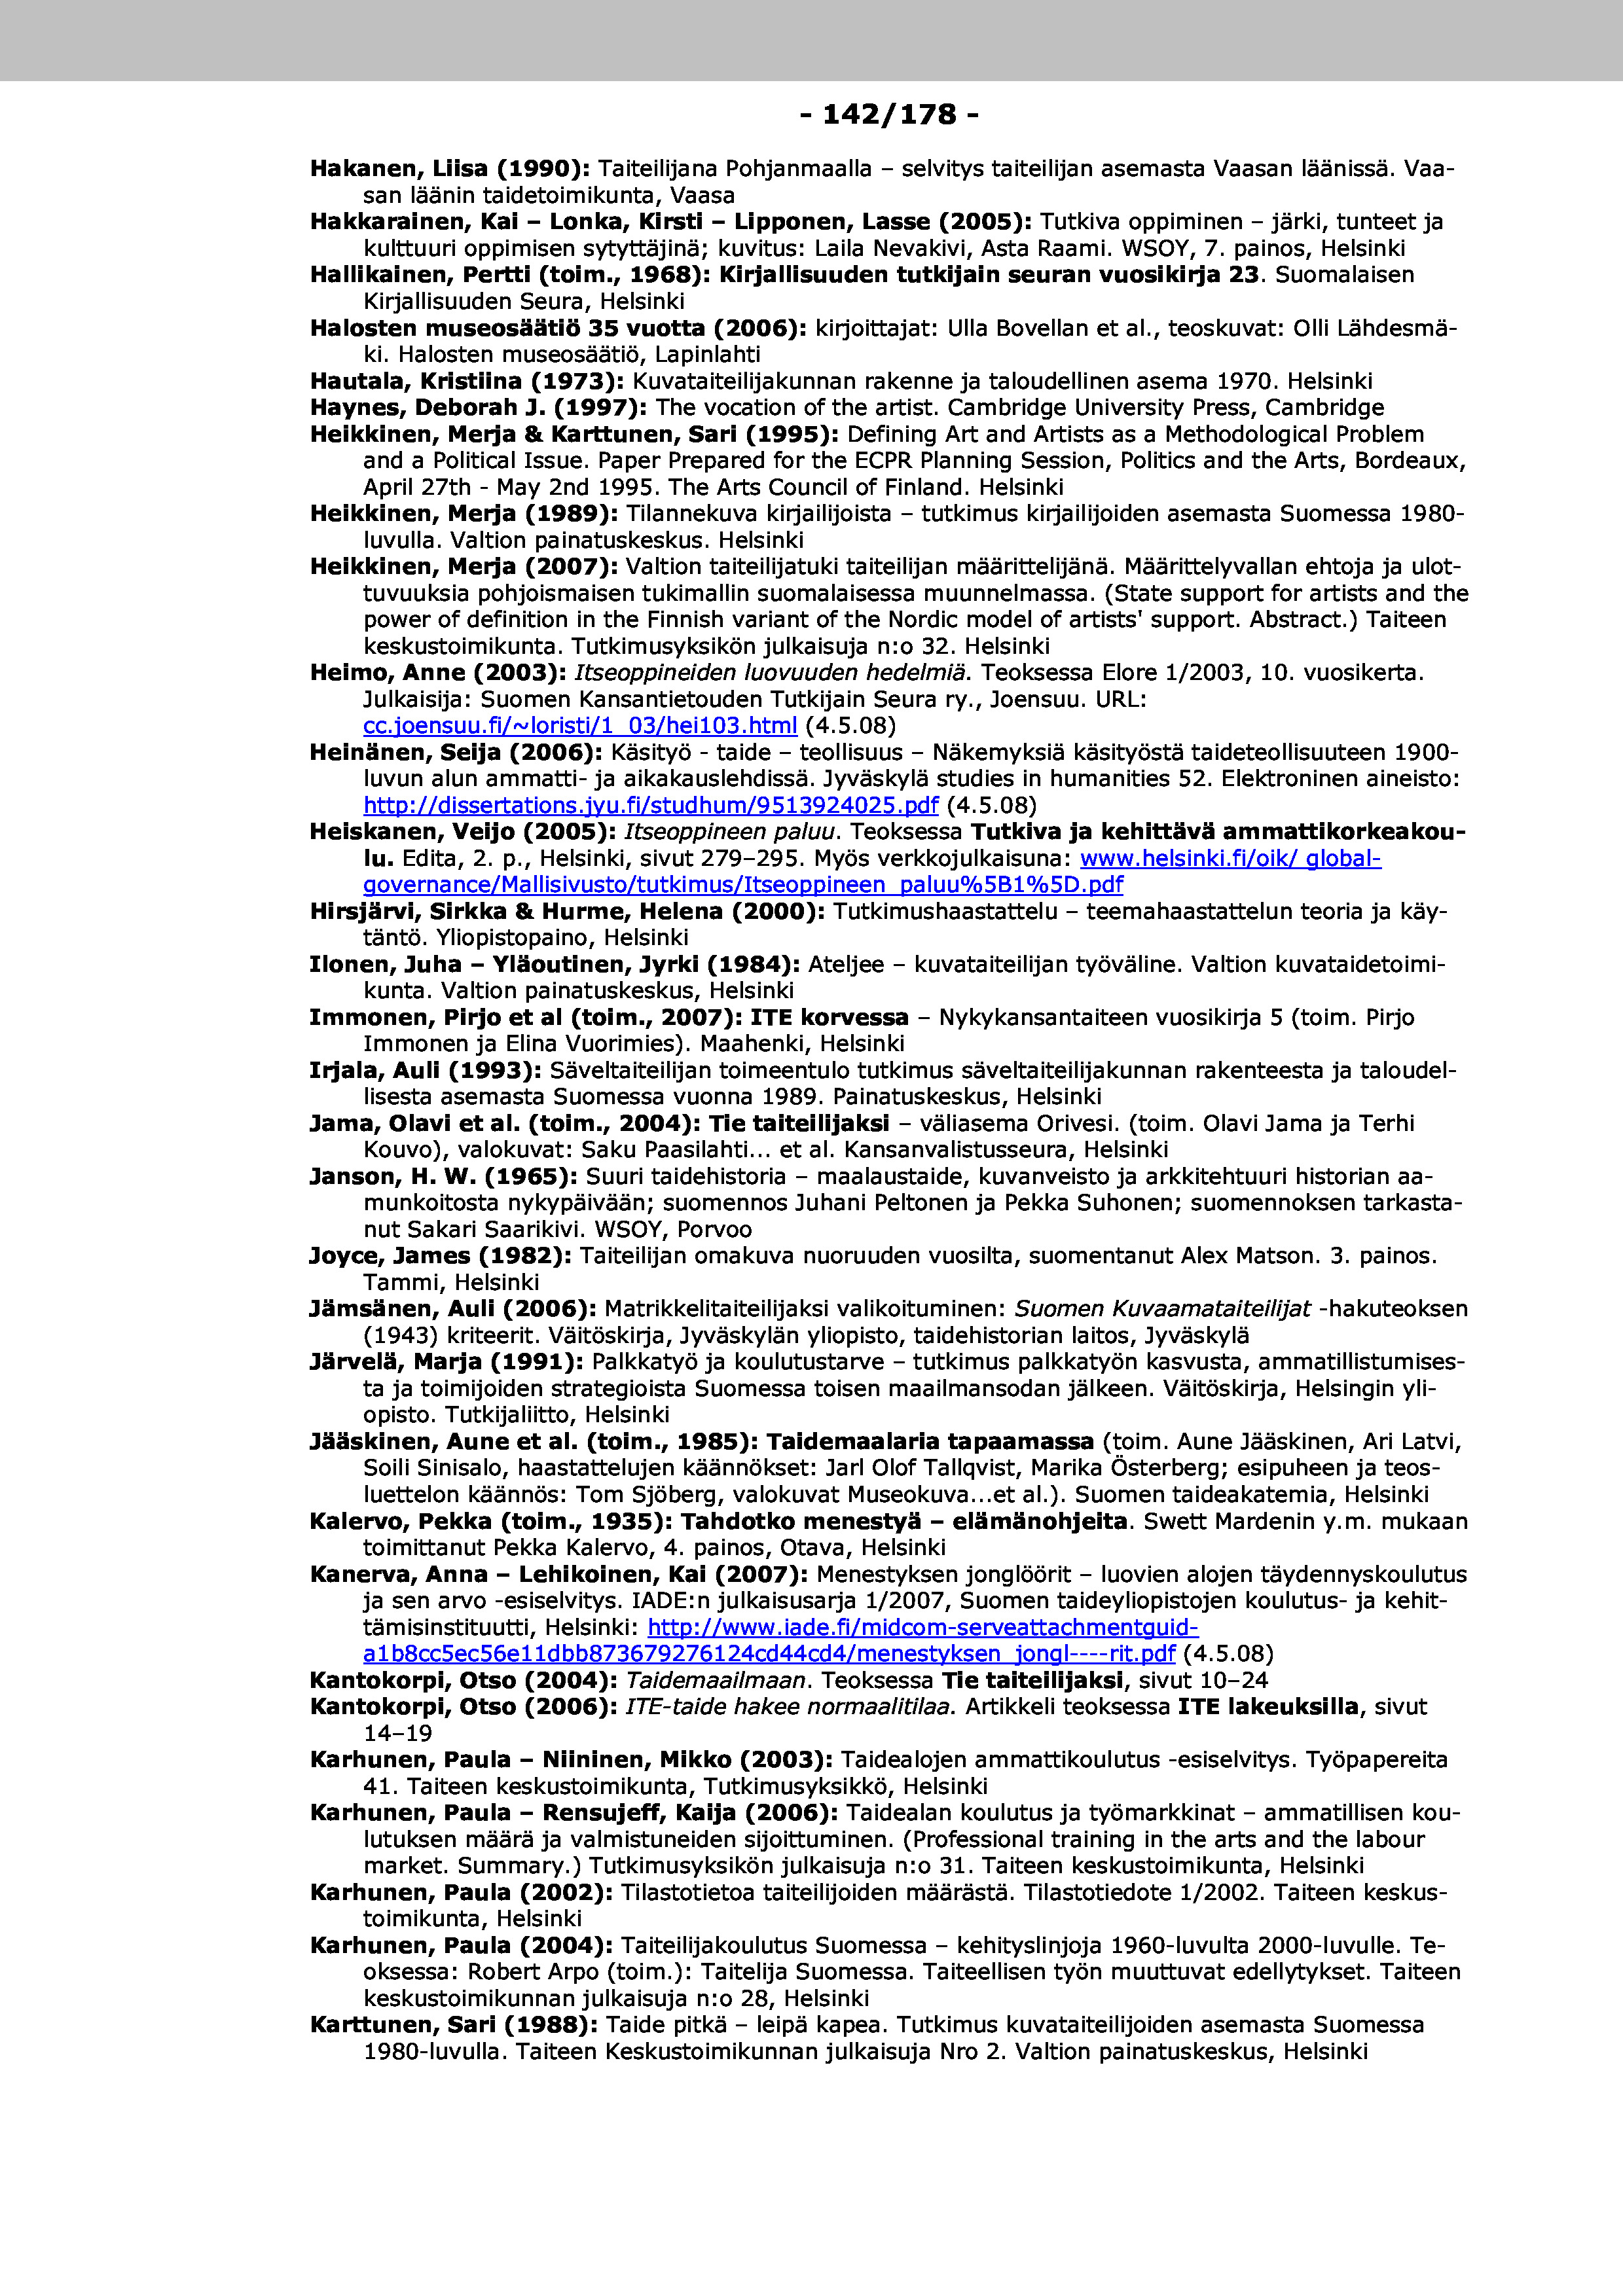 - 142/178 -
Hakanen, Liisa (1990): Taiteilijana Pohjanmaalla – selvitys taiteilijan asemasta Vaasan läänissä. Vaa-
san läänin taidetoimikunta, Vaasa
Hakkarainen, Kai – Lonka, Kirsti – Lipponen, Lasse (2005): Tutkiva oppiminen – järki, tunteet ja
kulttuuri oppimisen sytyttäjinä; kuvitus: Laila Nevakivi, Asta Raami. WSOY, 7. painos, Helsinki
Hallikainen, Pertti (toim., 1968): Kirjallisuuden tutkijain seuran vuosikirja 23. Suomalaisen
Kirjallisuuden Seura, Helsinki
Halosten museosäätiö 35 vuotta (2006): kirjoittajat: Ulla Bovellan et al., teoskuvat: Olli Lähdesmä-
ki. Halosten museosäätiö, Lapinlahti
Hautala, Kristiina (1973): Kuvataiteilijakunnan rakenne ja taloudellinen asema 1970. Helsinki
Haynes, Deborah J. (1997): The vocation of the artist. Cambridge University Press, Cambridge
Heikkinen, Merja & Karttunen, Sari (1995): Defining Art and Artists as a Methodological Problem
and a Political Issue. Paper Prepared for the ECPR Planning Session, Politics and the Arts, Bordeaux,
April 27th - May 2nd 1995. The Arts Council of Finland. Helsinki
Heikkinen, Merja (1989): Tilannekuva kirjailijoista – tutkimus kirjailijoiden asemasta Suomessa 1980-
luvulla. Valtion painatuskeskus. Helsinki
Heikkinen, Merja (2007): Valtion taiteilijatuki taiteilijan määrittelijänä. Määrittelyvallan ehtoja ja ulot-
tuvuuksia pohjoismaisen tukimallin suomalaisessa muunnelmassa. (State support for artists and the
power of definition in the Finnish variant of the Nordic model of artists' support. Abstract.) Taiteen
keskustoimikunta. Tutkimusyksikön julkaisuja n:o 32. Helsinki
Heimo, Anne (2003): Itseoppineiden luovuuden hedelmiä. Teoksessa Elore 1/2003, 10. vuosikerta.
Julkaisija: Suomen Kansantietouden Tutkijain Seura ry., Joensuu. URL:
cc.joensuu.fi/~loristi/1_03/hei103.html (4.5.08)
Heinänen, Seija (2006): Käsityö - taide – teollisuus – Näkemyksiä käsityöstä taideteollisuuteen 1900-
luvun alun ammatti- ja aikakauslehdissä. Jyväskylä studies in humanities 52. Elektroninen aineisto:
http://dissertations.jyu.fi/studhum/9513924025.pdf (4.5.08)
Heiskanen, Veijo (2005): Itseoppineen paluu. Teoksessa Tutkiva ja kehittävä ammattikorkeakou-
lu. Edita, 2. p., Helsinki, sivut 279–295. Myös verkkojulkaisuna: www.helsinki.fi/oik/ global-
governance/Mallisivusto/tutkimus/Itseoppineen_paluu%5B1%5D.pdf
Hirsjärvi, Sirkka & Hurme, Helena (2000): Tutkimushaastattelu – teemahaastattelun teoria ja käy-
täntö. Yliopistopaino, Helsinki
Ilonen, Juha – Yläoutinen, Jyrki (1984): Ateljee – kuvataiteilijan työväline. Valtion kuvataidetoimi-
kunta. Valtion painatuskeskus, Helsinki
Immonen, Pirjo et al (toim., 2007): ITE korvessa – Nykykansantaiteen vuosikirja 5 (toim. Pirjo
Immonen ja Elina Vuorimies). Maahenki, Helsinki
Irjala, Auli (1993): Säveltaiteilijan toimeentulo tutkimus säveltaiteilijakunnan rakenteesta ja taloudel-
lisesta asemasta Suomessa vuonna 1989. Painatuskeskus, Helsinki
Jama, Olavi et al. (toim., 2004): Tie taiteilijaksi – väliasema Orivesi. (toim. Olavi Jama ja Terhi
Kouvo), valokuvat: Saku Paasilahti... et al. Kansanvalistusseura, Helsinki
Janson, H. W. (1965): Suuri taidehistoria – maalaustaide, kuvanveisto ja arkkitehtuuri historian aa-
munkoitosta nykypäivään; suomennos Juhani Peltonen ja Pekka Suhonen; suomennoksen tarkasta-
nut Sakari Saarikivi. WSOY, Porvoo
Joyce, James (1982): Taiteilijan omakuva nuoruuden vuosilta, suomentanut Alex Matson. 3. painos.
Tammi, Helsinki
Jämsänen, Auli (2006): Matrikkelitaiteilijaksi valikoituminen: Suomen Kuvaamataiteilijat -hakuteoksen
(1943) kriteerit. Väitöskirja, Jyväskylän yliopisto, taidehistorian laitos, Jyväskylä
Järvelä, Marja (1991): Palkkatyö ja koulutustarve – tutkimus palkkatyön kasvusta, ammatillistumises-
ta ja toimijoiden strategioista Suomessa toisen maailmansodan jälkeen. Väitöskirja, Helsingin yli-
opisto. Tutkijaliitto, Helsinki
Jääskinen, Aune et al. (toim., 1985): Taidemaalaria tapaamassa (toim. Aune Jääskinen, Ari Latvi,
Soili Sinisalo, haastattelujen käännökset: Jarl Olof Tallqvist, Marika Österberg; esipuheen ja teos-
luettelon käännös: Tom Sjöberg, valokuvat Museokuva...et al.). Suomen taideakatemia, Helsinki
Kalervo, Pekka (toim., 1935): Tahdotko menestyä – elämänohjeita. Swett Mardenin y.m. mukaan
toimittanut Pekka Kalervo, 4. painos, Otava, Helsinki
Kanerva, Anna – Lehikoinen, Kai (2007): Menestyksen jonglöörit – luovien alojen täydennyskoulutus
ja sen arvo -esiselvitys. IADE:n julkaisusarja 1/2007, Suomen taideyliopistojen koulutus- ja kehit-
tämisinstituutti, Helsinki: http://www.iade.fi/midcom-serveattachmentguid-
a1b8cc5ec56e11dbb873679276124cd44cd4/menestyksen_jongl----rit.pdf (4.5.08)
Kantokorpi, Otso (2004): Taidemaailmaan. Teoksessa Tie taiteilijaksi, sivut 10–24
Kantokorpi, Otso (2006): ITE-taide hakee normaalitilaa. Artikkeli teoksessa ITE lakeuksilla, sivut
14–19
Karhunen, Paula – Niininen, Mikko (2003): Taidealojen ammattikoulutus -esiselvitys. Työpapereita
41. Taiteen keskustoimikunta, Tutkimusyksikkö, Helsinki
Karhunen, Paula – Rensujeff, Kaija (2006): Taidealan koulutus ja työmarkkinat – ammatillisen kou-
lutuksen määrä ja valmistuneiden sijoittuminen. (Professional training in the arts and the labour
market. Summary.) Tutkimusyksikön julkaisuja n:o 31. Taiteen keskustoimikunta, Helsinki
Karhunen, Paula (2002): Tilastotietoa taiteilijoiden määrästä. Tilastotiedote 1/2002. Taiteen keskus-
toimikunta, Helsinki
Karhunen, Paula (2004): Taiteilijakoulutus Suomessa – kehityslinjoja 1960-luvulta 2000-luvulle. Te-
oksessa: Robert Arpo (toim.): Taitelija Suomessa. Taiteellisen työn muuttuvat edellytykset. Taiteen
keskustoimikunnan julkaisuja n:o 28, Helsinki
Karttunen, Sari (1988): Taide pitkä – leipä kapea. Tutkimus kuvataiteilijoiden asemasta Suomessa
1980-luvulla. Taiteen Keskustoimikunnan julkaisuja Nro 2. Valtion painatuskeskus, Helsinki